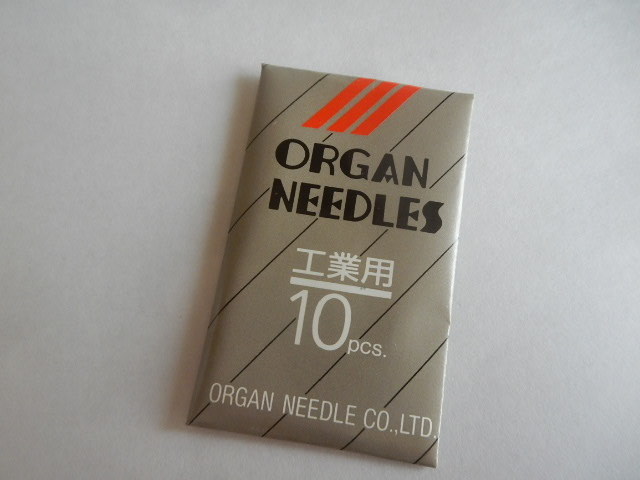 ORGAN
NEEDLES
工業用
10pcs.
ORGAN NEEDLE CO.,LTD.